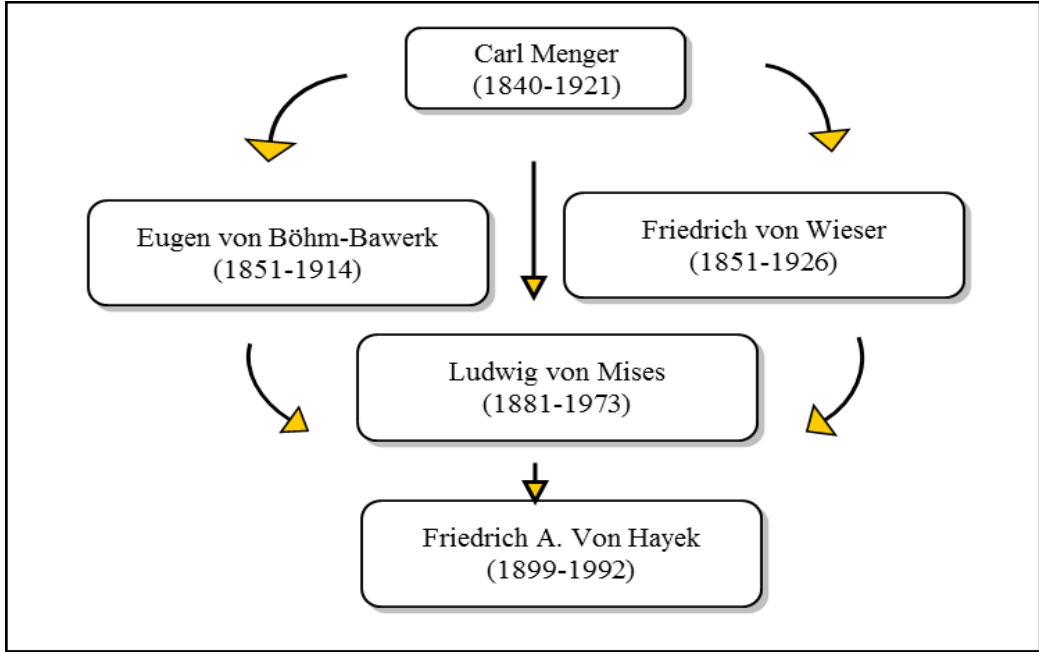 Carl Menger
(1840-1921)
Eugen von Böhm-Bawerk
(1851-1914)
Friedrich von Wieser
(1851-1926)
Ludwig von Mises
(1881-1973)
Friedrich A. Von Hayek
(1899-1992)